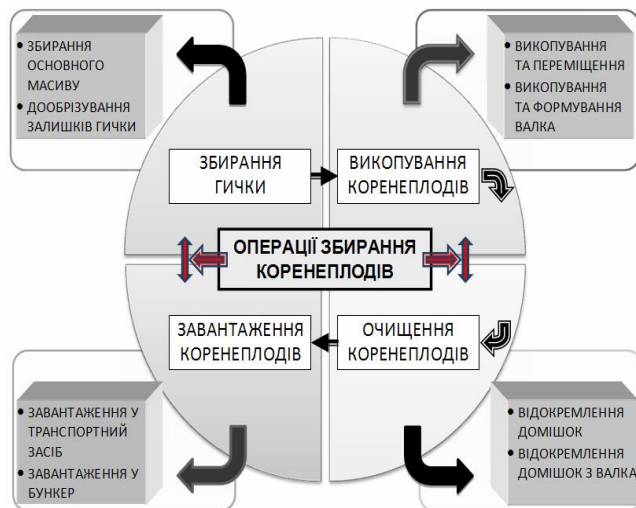 • ЗБИРАННЯ
ОСНОВНОГО
МАСИВУ
• ДООБРІЗУВАННЯ
ЗАЛИШКІВ ГИЧКИ
• ВИКОПУВАННЯ
ТА ПЕРЕМІЩЕННЯ
• ВИКОПУВАННЯ
ТА ФОРМУВАННЯ
ВАЛКА
ЗБИРАННЯ
ГИЧКИ
ВИКОПУВАННЯ
КОРЕНЕПЛОДІВ
ОПЕРАЦІЇ ЗБИРАННЯ
КОРЕНЕПЛОДІВ
ЗАВАНТАЖЕННЯ
КОРЕНЕПЛОДІВ
ОЧИЩЕННЯ
КОРЕНЕПЛОДІВ
• ЗАВАНТАЖЕННЯ У
ТРАНСПОРТНИЙ
ЗАСІБ
• ЗАВАНТАЖЕННЯ У
БУНКЕР
• ВІДОКРЕМЛЕННЯ
ДОМІШОК
• ВІДОКРЕМЛЕННЯ
ДОМІШОК З ВАЛКА